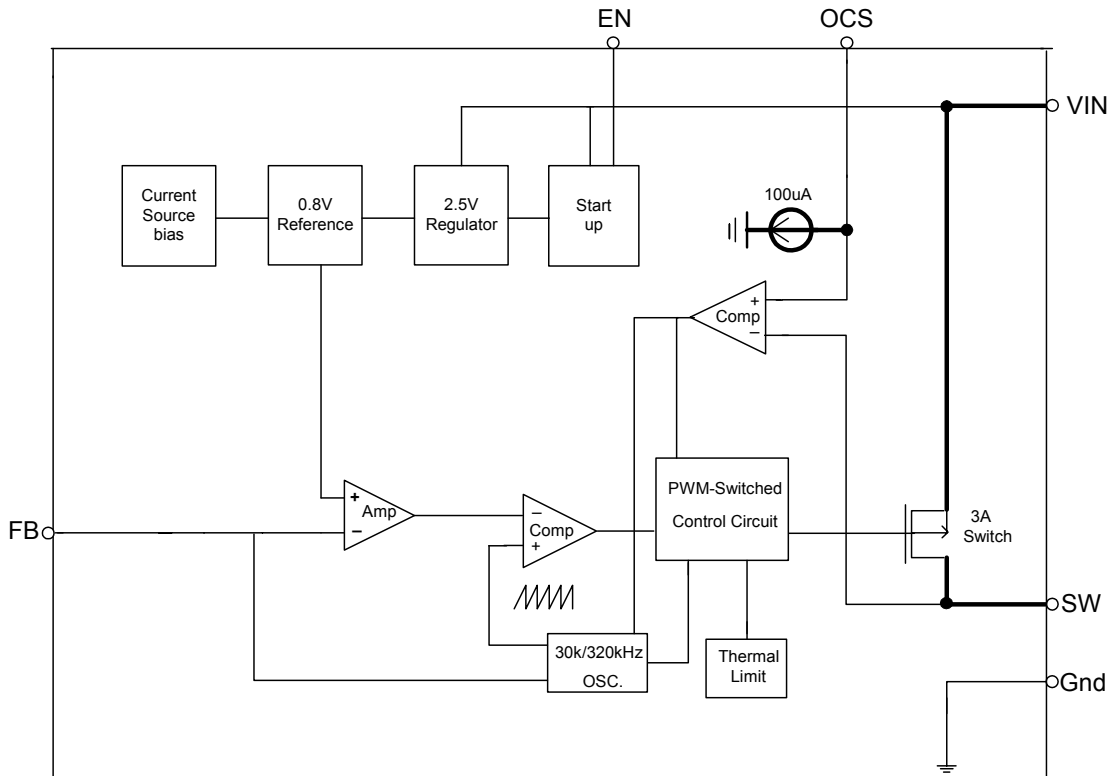 EN
OCS
VIN
Current
Source
bias
0.8V
Reference
2.5V
Regulator
Start
up
100uA
+
Comp
−
PWM-Switched
Control Circuit
3A
Switch
+
Amp
−
−
Comp
+
FB
SW
30k/320kHz
OSC.
Thermal
Limit
Gnd